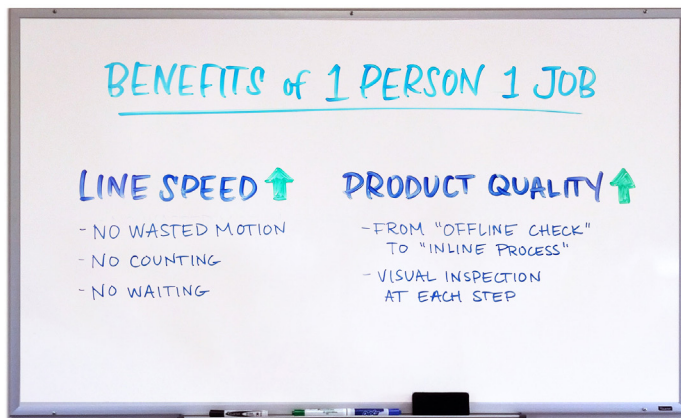 BENEFITS of 1 PERSON 1 JOB
LINE SPEED
- NO WASTED MOTION
- NO COUNTING
- NO WAITING
PRODUCT QUALITY
- FROM "OFFLINE CHECK"
TO "INLINE PROCESS"
- VISUAL INSPECTION
AT EACH STEP